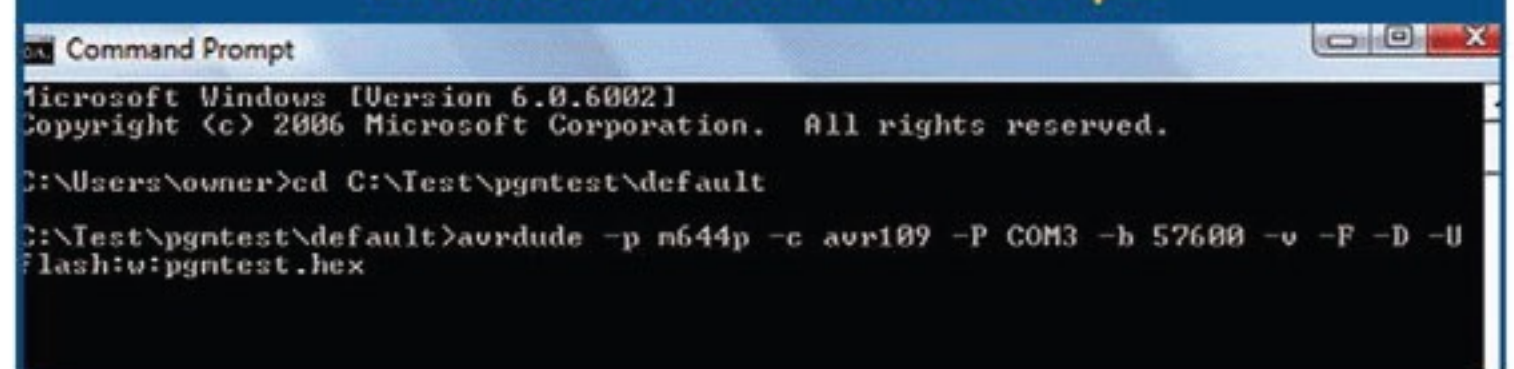 Command Prompt
Microsoft Windows [Version 6.0.6002]
Copyright (c) 2006 Microsoft Corporation. All rights reserved.
C:\Users\owner>cd C:\Test\pgmtest\default
C:\Test\pgmtest\default>avrdude -p m644p -c avr109 -P COM3 -b 57600 -v -F -D -U
flash:w:pgmtest.hex